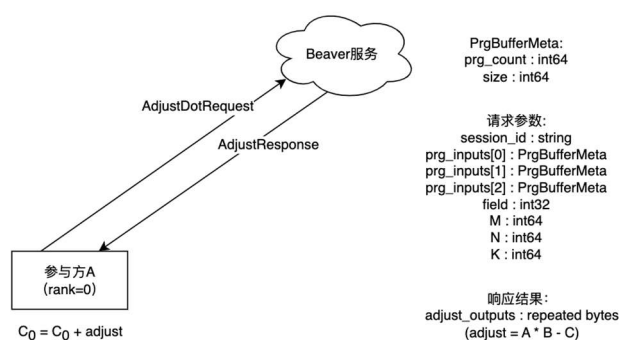 Beaver服务
AdjustDotRequest
AdjustResponse
参与方A
（rank=0）
C₀ = C₀ + adjust
PrgBufferMeta:
prg_count : int64
size : int64
请求参数:
session_id : string
prg_inputs[0] : PrgBufferMeta
prg_inputs[1] : PrgBufferMeta
prg_inputs[2] : PrgBufferMeta
field : int32
M : int64
N : int64
K : int64
响应结果:
adjust_outputs : repeated bytes
(adjust = A * B - C)